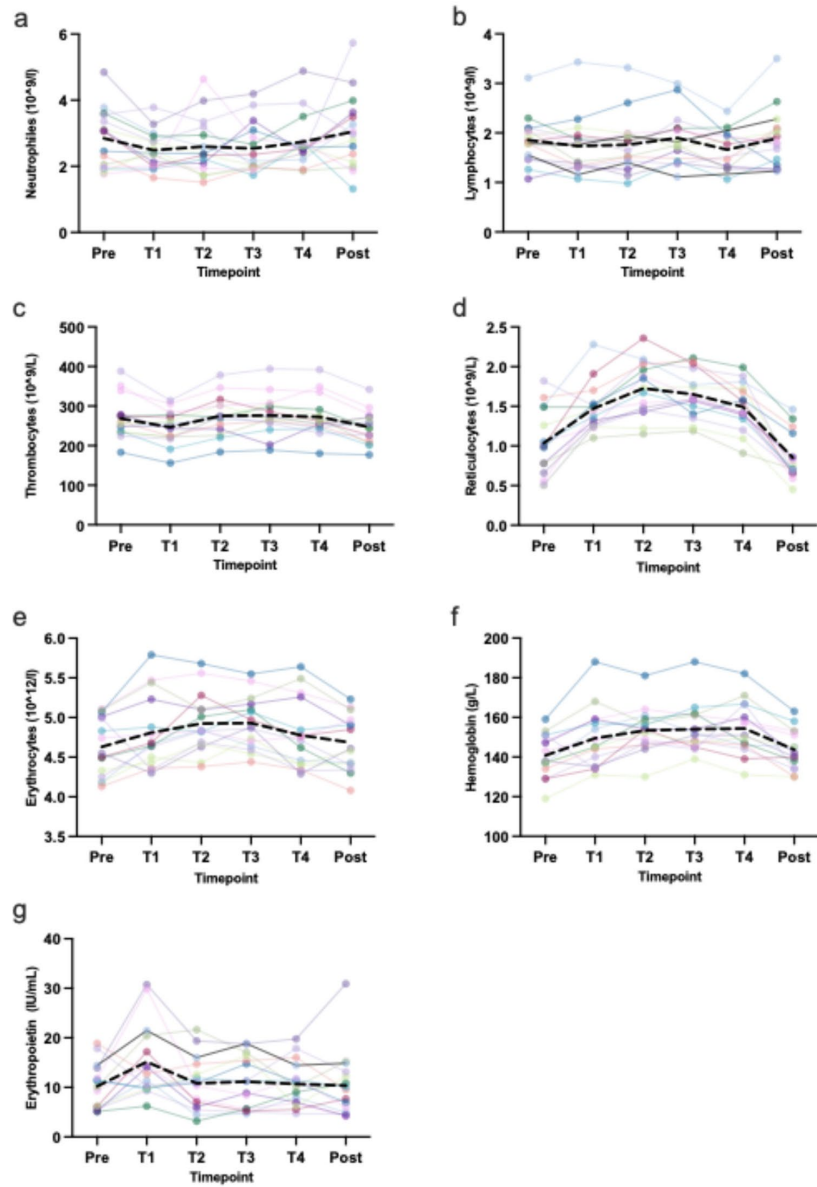 a
6
4
2
0
Neutrophiles (10^9/l)
Pre T1 T2 T3 T4 Post
Timepoint
b
4
3
2
1
0
Lymphocytes (10^9/l)
Pre T1 T2 T3 T4 Post
Timepoint
c
500
400
300
200
100
0
Thrombocytes (10^9/L)
Pre T1 T2 T3 T4 Post
Timepoint
d
2.5
2.0
1.5
1.0
0.5
0.0
Reticulocytes (10^9/L)
Pre T1 T2 T3 T4 Post
Timepoint
e
6.0
5.5
5.0
4.5
4.0
3.5
Erythrocytes (10^12/l)
Pre T1 T2 T3 T4 Post
Timepoint
f
200
180
160
140
120
100
Hemoglobin (g/L)
Pre T1 T2 T3 T4 Post
Timepoint
g
40
30
20
10
0
Erythropoietin (IU/mL)
Pre T1 T2 T3 T4 Post
Timepoint